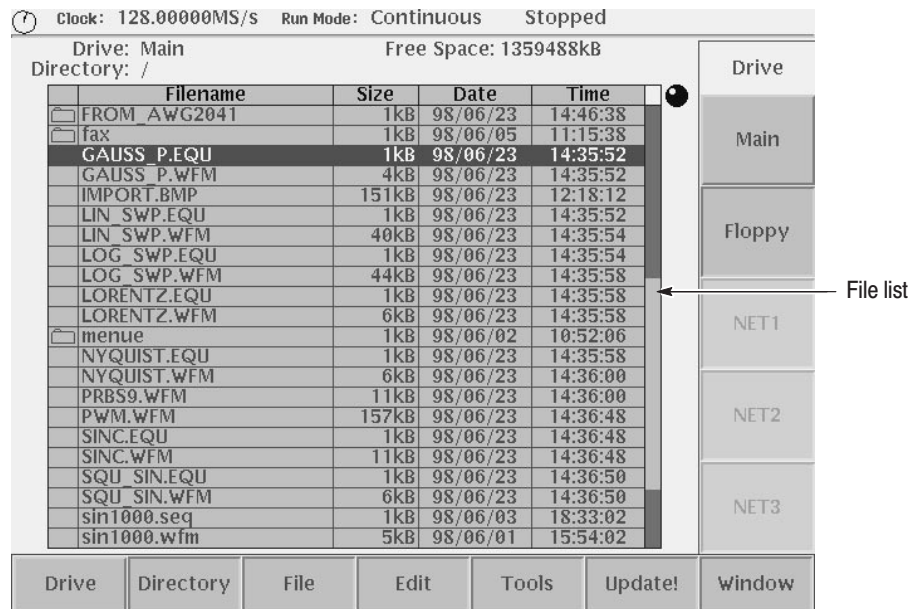 Clock: 128.00000MS/s Run Mode: Continuous Stopped
Drive: Main Free Space: 1359488kB
Directory: /
Filename Size Date Time
FROM_AWG2041 1kB 98/06/23 14:46:38
fax 1kB 98/06/05 11:15:38
GAUSS_P.EQU 1kB 98/06/23 14:35:52
GAUSS_P.WFM 4kB 98/06/23 14:35:52
IMPORT.BMP 151kB 98/06/23 12:18:12
LIN_SWP.EQU 1kB 98/06/23 14:35:52
LIN_SWP.WFM 40kB 98/06/23 14:35:54
LOG_SWP.EQU 1kB 98/06/23 14:35:54
LOG_SWP.WFM 44kB 98/06/23 14:35:58
LORENTZ.EQU 1kB 98/06/23 14:35:58
LORENTZ.WFM 6kB 98/06/23 14:35:58
menue 1kB 98/06/02 10:52:06
NYQUIST.EQU 1kB 98/06/23 14:35:58
NYQUIST.WFM 6kB 98/06/23 14:36:00
PRBS9.WFM 11kB 98/06/23 14:36:00
PWM.WFM 157kB 98/06/23 14:36:48
SINC.EQU 1kB 98/06/23 14:36:48
SINC.WFM 11kB 98/06/23 14:36:48
SQU_SIN.EQU 1kB 98/06/23 14:36:50
SQU_SIN.WFM 6kB 98/06/23 14:36:50
sin1000.seq 1kB 98/06/03 18:33:02
sin1000.wfm 5kB 98/06/01 15:54:02
Drive
Main
Floppy
NET1
NET2
NET3
File list
Drive Directory File Edit Tools Update! Window